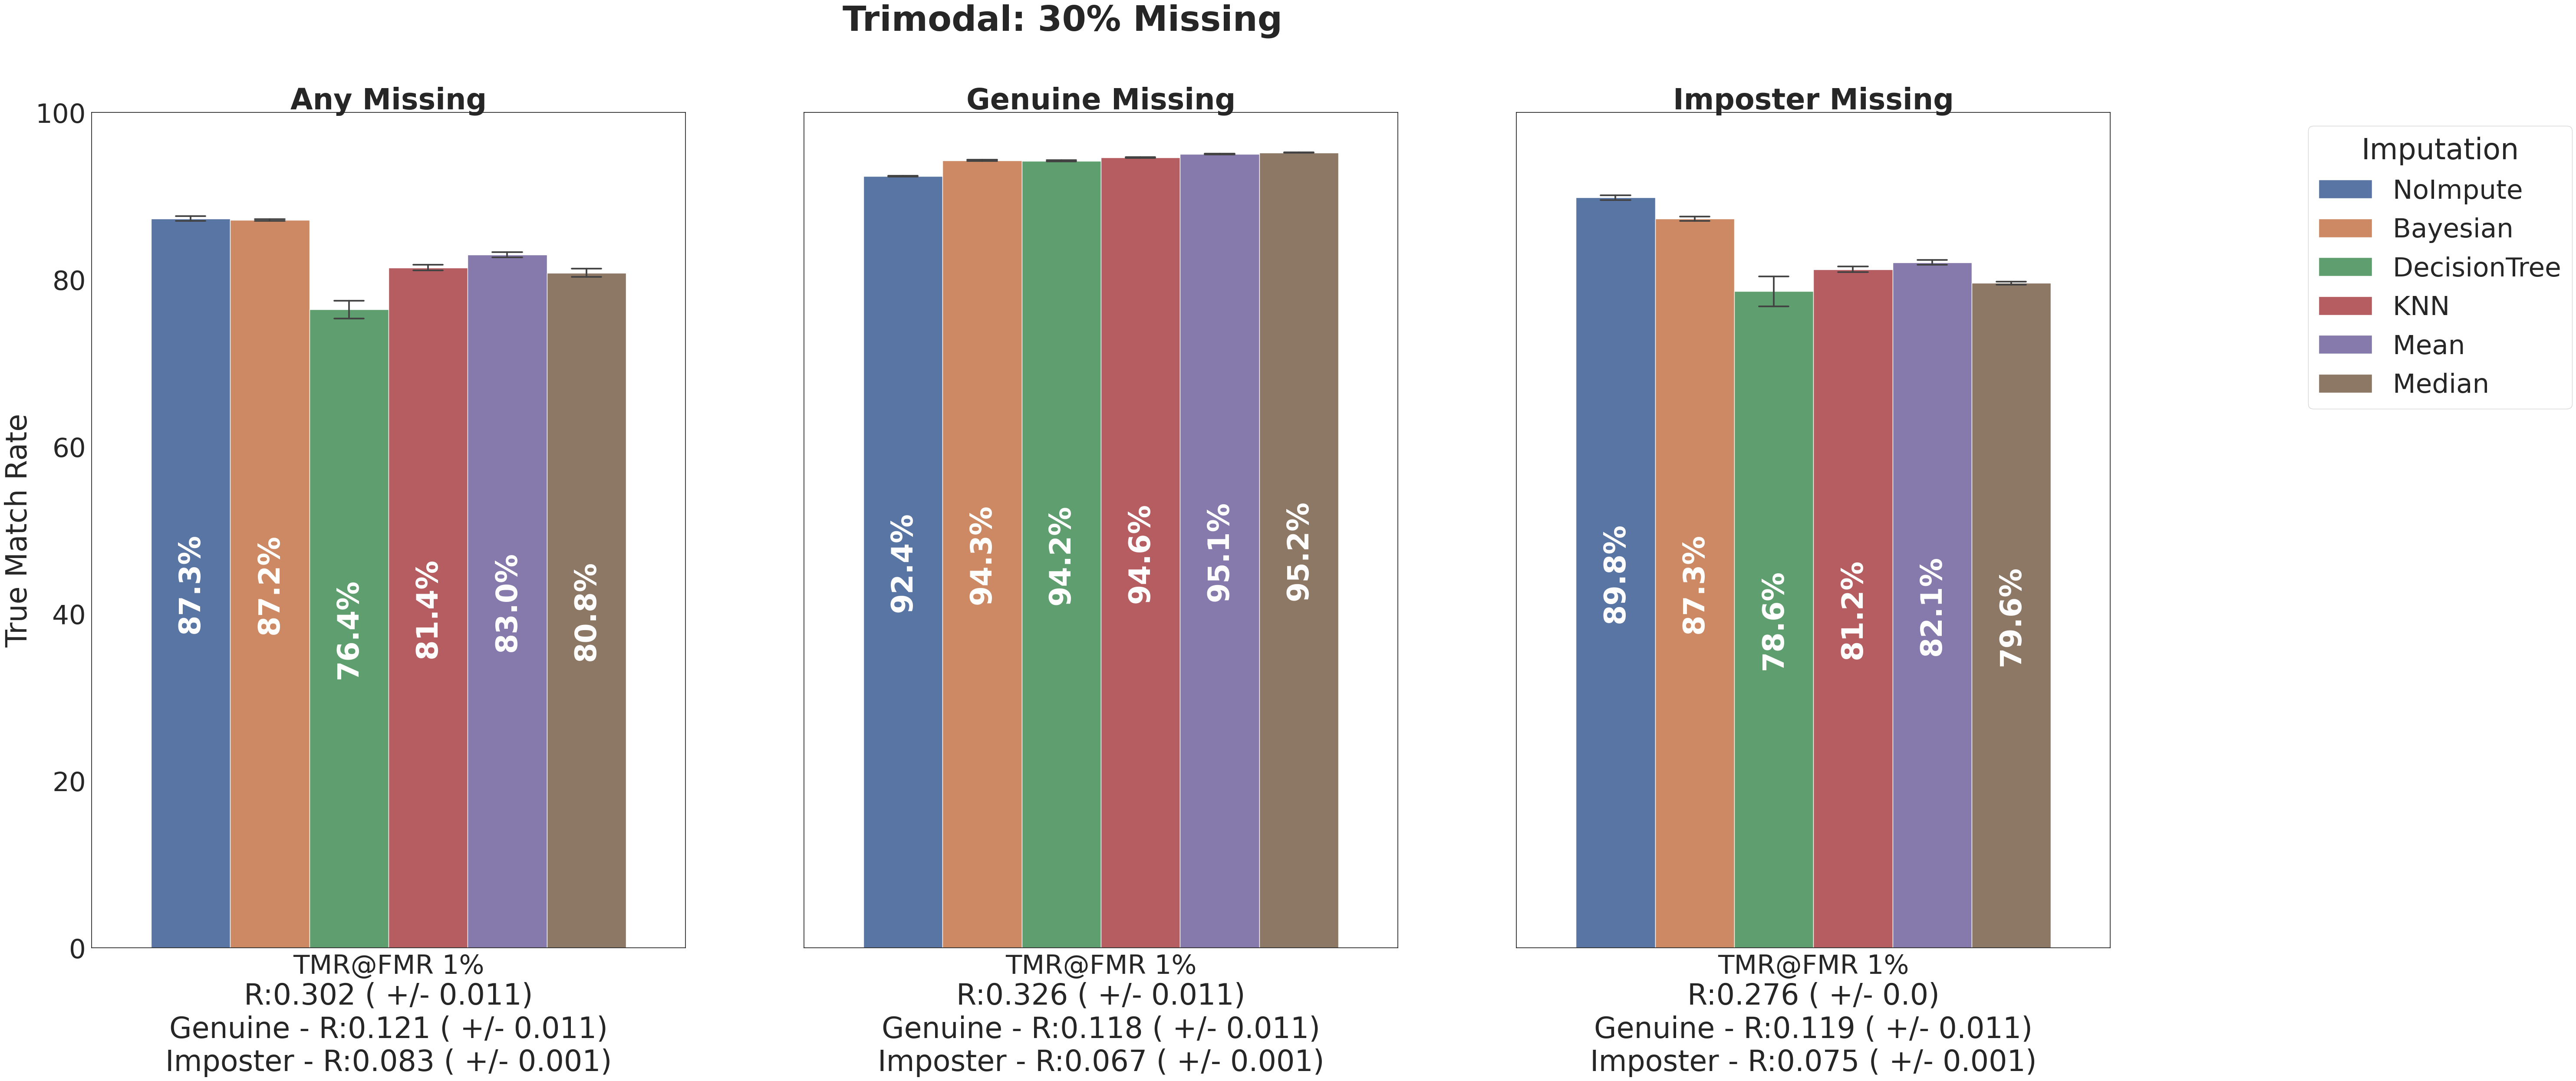 Trimodal: 30% Missing
Any Missing
Genuine Missing
Imposter Missing
True Match Rate
100
80
60
40
20
0
87.3%
87.2%
76.4%
81.4%
83.0%
80.8%
92.4%
94.3%
94.2%
94.6%
95.1%
95.2%
89.8%
87.3%
78.6%
81.2%
82.1%
79.6%
TMR@FMR 1%
R:0.302 ( +/- 0.011)
Genuine - R:0.121 ( +/- 0.011)
Imposter - R:0.083 ( +/- 0.001)
TMR@FMR 1%
R:0.326 ( +/- 0.011)
Genuine - R:0.118 ( +/- 0.011)
Imposter - R:0.067 ( +/- 0.001)
TMR@FMR 1%
R:0.276 ( +/- 0.0)
Genuine - R:0.119 ( +/- 0.011)
Imposter - R:0.075 ( +/- 0.001)
Imputation
NoImpute
Bayesian
DecisionTree
KNN
Mean
Median